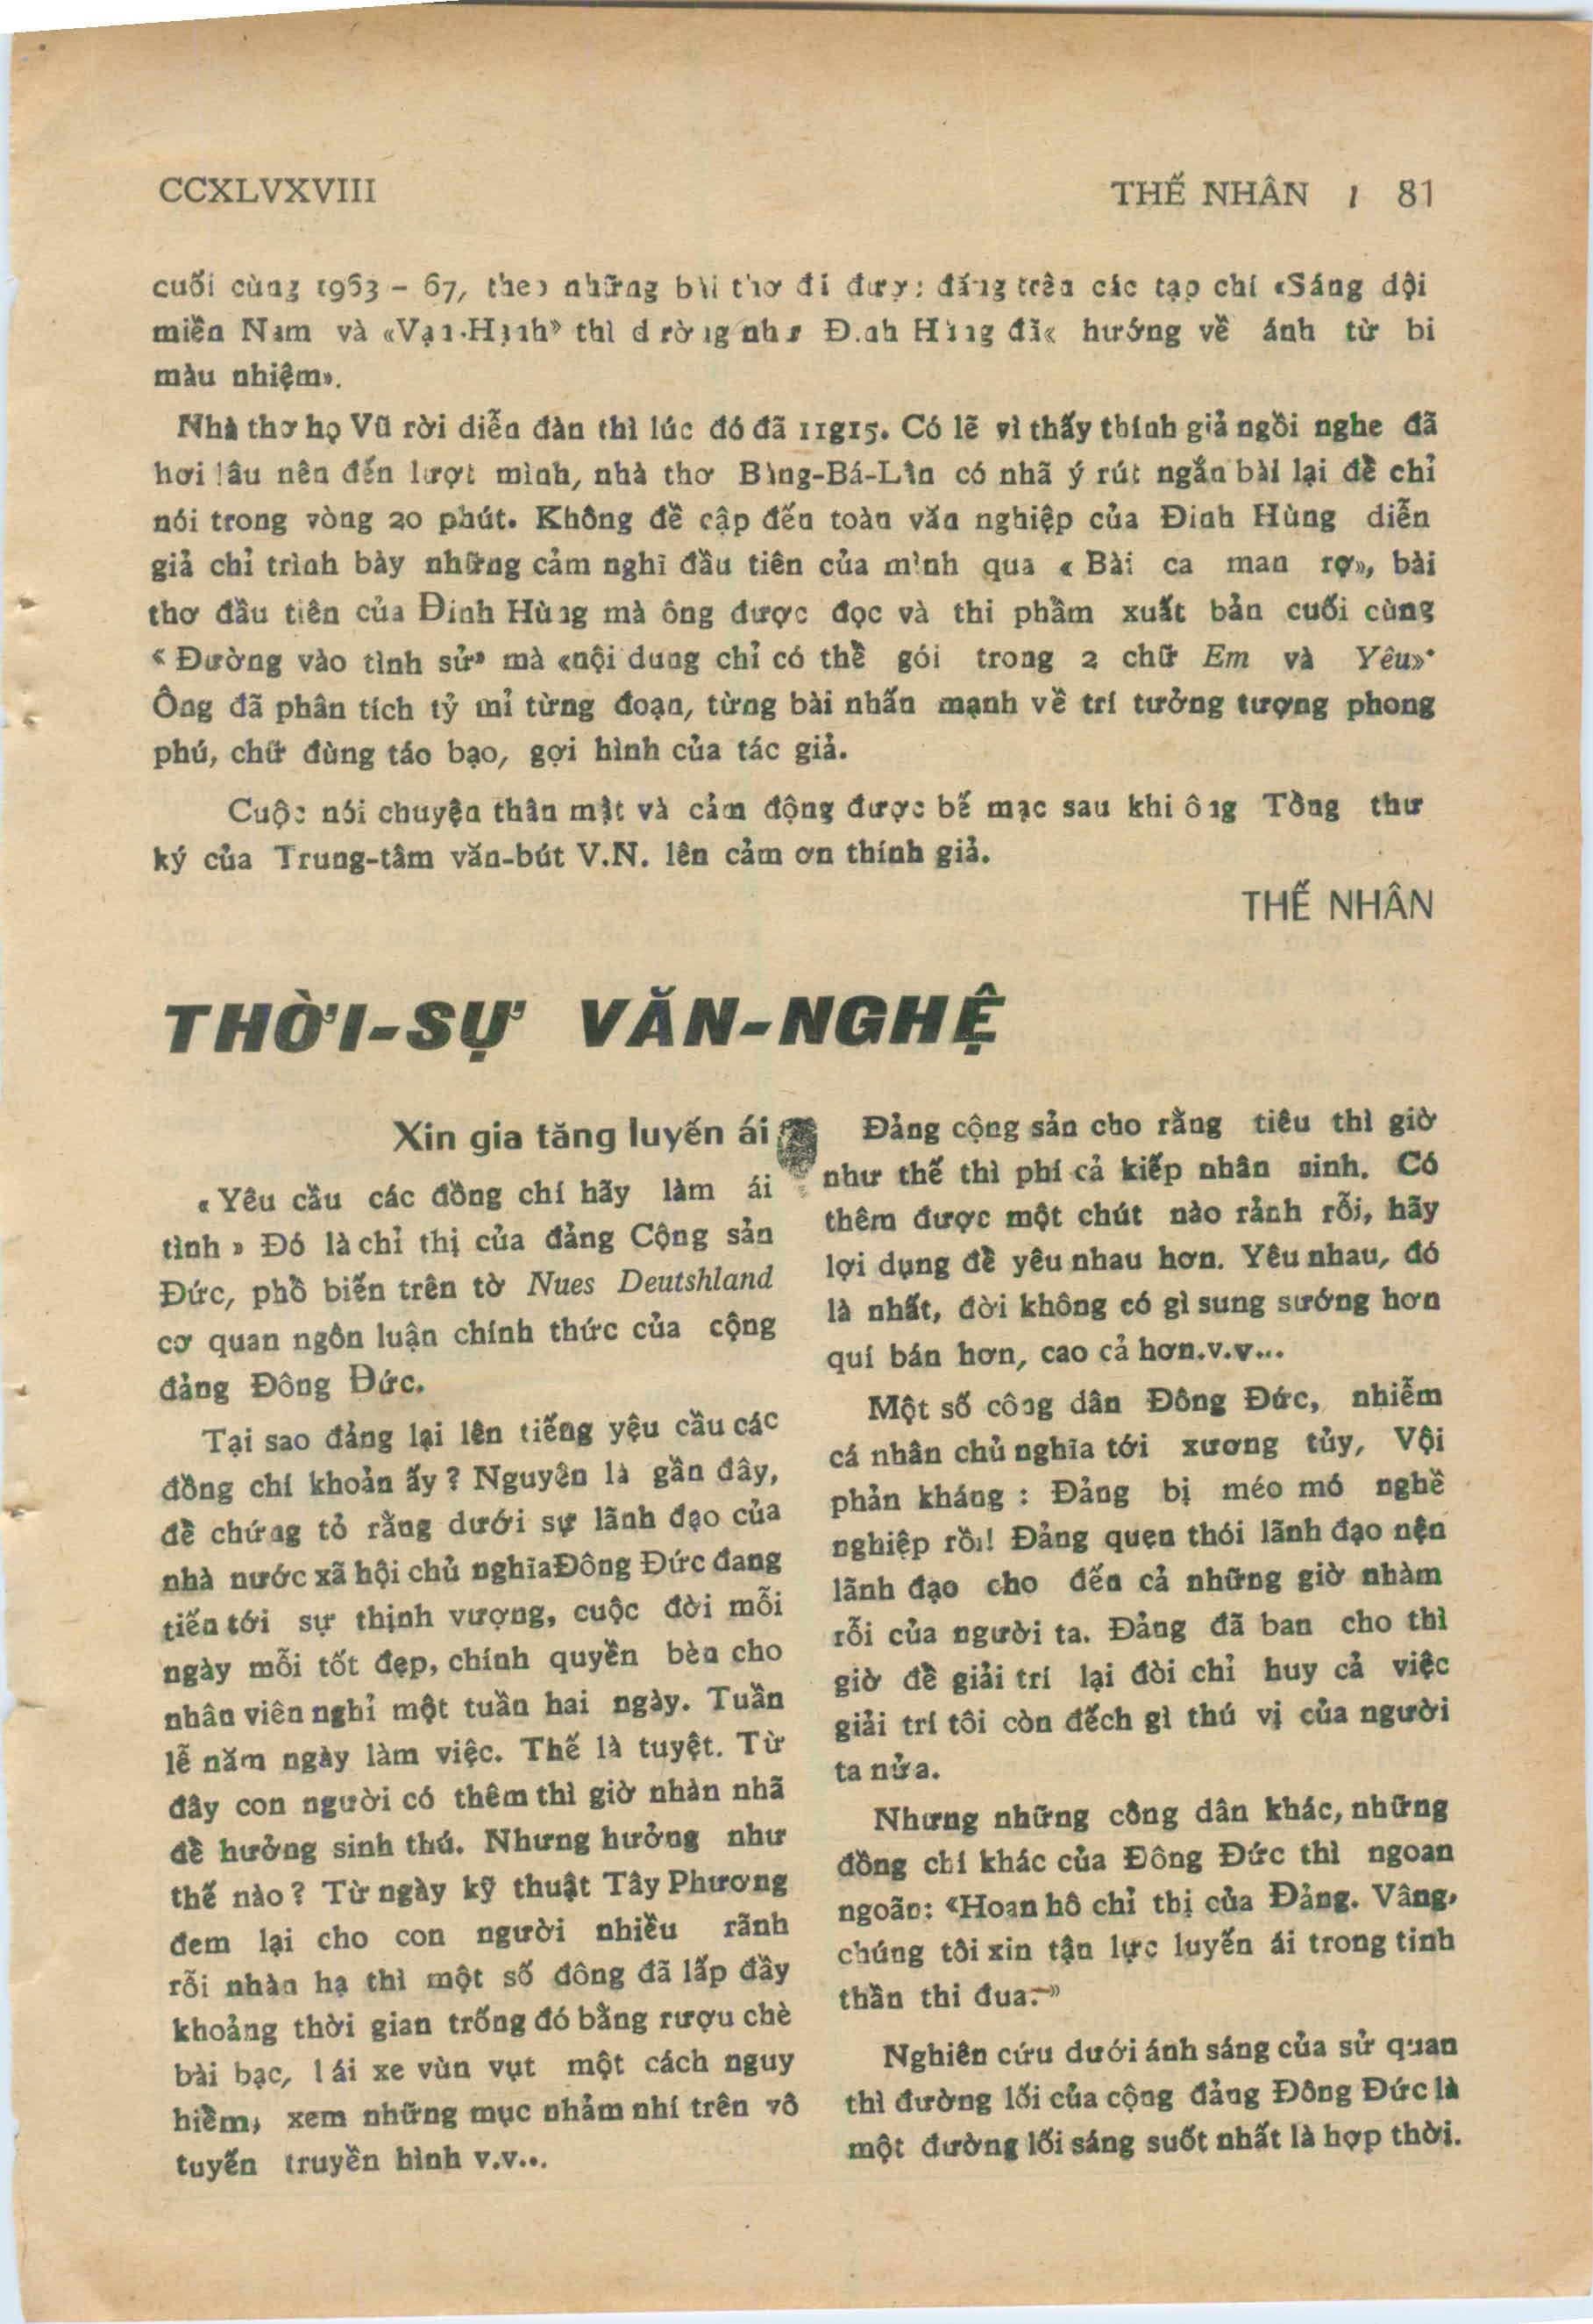 CCXLVXVIII
THẾ NHÂN / 81
cuối cùng 1963 - 67, theo những bài thơ đi được đăng trên các tạp chí «Sáng dội
miền Nam và «Vạn-Hạnh» thì dường như Đinh Hùng đã« hướng về ánh từ bi
màu nhiệm».
Nhà thơ họ Vũ rời diễn đàn thì lúc đó đã 11g15. Có lẽ vì thấy thính giả ngồi nghe đã
hơi lâu nên đến lượt mình, nhà thơ Bàng-Bá-Lân có nhã ý rút ngắn bài lại để chỉ
nói trong vòng 20 phút. Không đề cập đến toàn văn nghiệp của Đinh Hùng diễn
giả chỉ trình bày những cảm nghĩ đầu tiên của mình qua « Bài ca man rợ», bài
thơ đầu tiên của Đinh Hùng mà ông được đọc và thi phẩm xuất bản cuối cùng
« Đường vào tình sử» mà «nội dung chỉ có thể gói trong 2 chữ Em và Yêu».
Ông đã phân tích tỷ mỉ từng đoạn, từng bài nhấn mạnh về trí tưởng tượng phong
phú, chữ đùng táo bạo, gợi hình của tác giả.
Cuộc nói chuyện thân mật và cảm động được bế mạc sau khi ông Tổng thư
ký của Trung-tâm văn-bút V.N. lên cảm ơn thính giả.
THẾ NHÂN
THỜI-SỰ VĂN-NGHỆ
Xin gia tăng luyến ái
« Yêu cầu các đồng chí hãy làm ái
tình » Đó là chỉ thị của đảng Cộng sản
Đức, phổ biến trên tờ Nues Deutshland
cơ quan ngôn luận chính thức của cộng
đảng Đông Đức.
Tại sao đảng lại lên tiếng yệu cầu các
đồng chí khoản ấy ? Nguyên là gần đây,
để chứng tỏ rằng dưới sự lãnh đạo của
nhà nước xã hội chủ nghĩaĐông Đức đang
tiến tới sự thịnh vượng, cuộc đời mỗi
ngày mỗi tốt đẹp, chính quyền bèn cho
nhân viên nghỉ một tuần hai ngày. Tuần
lễ năm ngày làm việc. Thế là tuyệt. Từ
đây con người có thêm thì giờ nhàn nhã
để hưởng sinh thú. Nhưng hưởng như
thế nào ? Từ ngày kỹ thuật Tây Phương
đem lại cho con người nhiều rãnh
rỗi nhàn hạ thì một số đông đã lấp đầy
khoảng thời gian trống đó bằng rượu chè
bài bạc, lái xe vùn vụt một cách nguy
hiểm, xem những mục nhảm nhí trên vô
tuyến truyền hình v.v...
Đảng cộng sản cho rằng tiêu thì giờ
như thế thì phí cả kiếp nhân sinh. Có
thêm được một chút nào rảnh rỗi, hãy
lợi dụng để yêu nhau hơn. Yêu nhau, đó
là nhất, đời không có gì sung sướng hơn
quí bán hơn, cao cả hơn.v.v...
Một số công dân Đông Đức, nhiễm
cá nhân chủ nghĩa tới xương tủy, Vội
phản kháng : Đảng bị méo mó nghề
nghiệp rồi! Đảng quen thói lãnh đạo nện
lãnh đạo cho đến cả những giờ nhàm
rỗi của người ta. Đảng đã ban cho thì
giờ để giải trí lại đòi chỉ huy cả việc
giải trí tôi còn đếch gì thú vị của người
ta nửa.
Nhưng những công dân khác, những
đồng chí khác của Đông Đức thì ngoan
ngoãn: «Hoan hô chỉ thị của Đảng. Vâng,
chúng tôi xin tận lực luyến ái trong tinh
thần thi đua.»
Nghiên cứu dưới ánh sáng của sử quan
thì đường lối của cộng đảng Đông Đức là
một đường lối sáng suốt nhất là hợp thời.